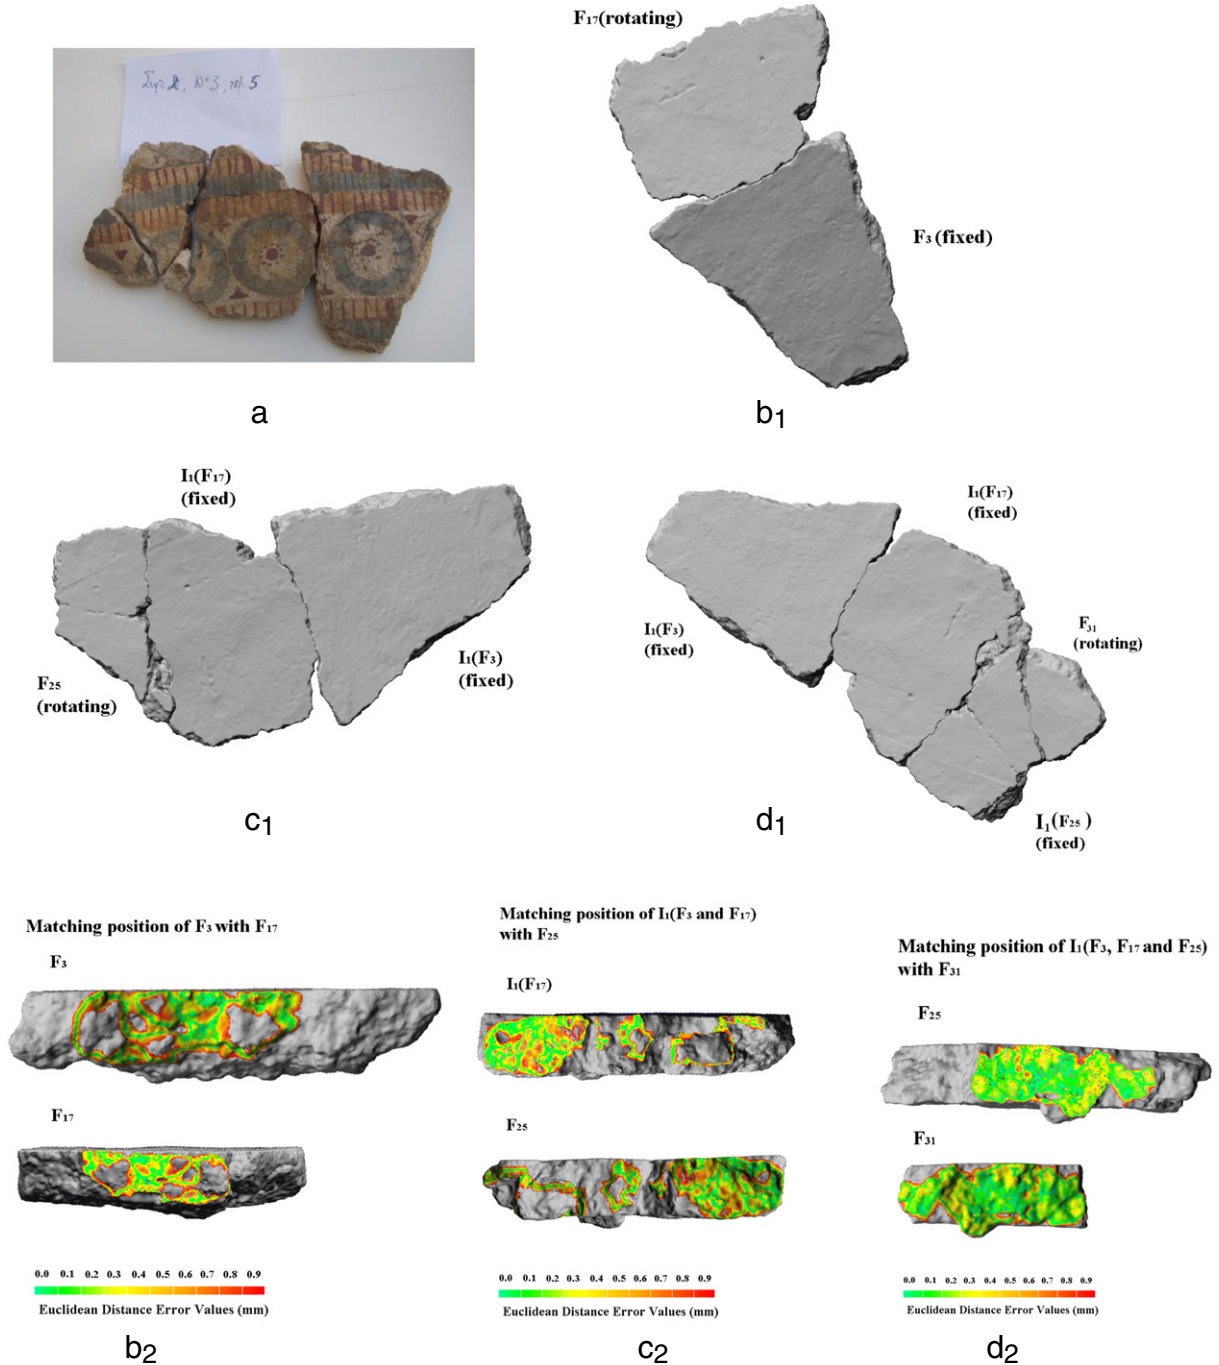 F17(rotating)
F3 (fixed)
a
b1
I1(F17)
(fixed)
F25
(rotating)
I1(F3)
(fixed)
c1
I1(F17)
(fixed)
I1(F3)
(fixed)
F31
(rotating)
I1(F25)
(fixed)
d1
Matching position of F3 with F17
F3
F17
0.0 0.1 0.2 0.3 0.4 0.5 0.6 0.7 0.8 0.9
Euclidean Distance Error Values (mm)
b2
Matching position of I1(F3 and F17)
with F25
I1(F17)
F25
0.0 0.1 0.2 0.3 0.4 0.5 0.6 0.7 0.8 0.9
Euclidean Distance Error Values (mm)
c2
Matching position of I1(F3, F17 and F25)
with F31
F25
F31
0.0 0.1 0.2 0.3 0.4 0.5 0.6 0.7 0.8 0.9
Euclidean Distance Error Values (mm)
d2